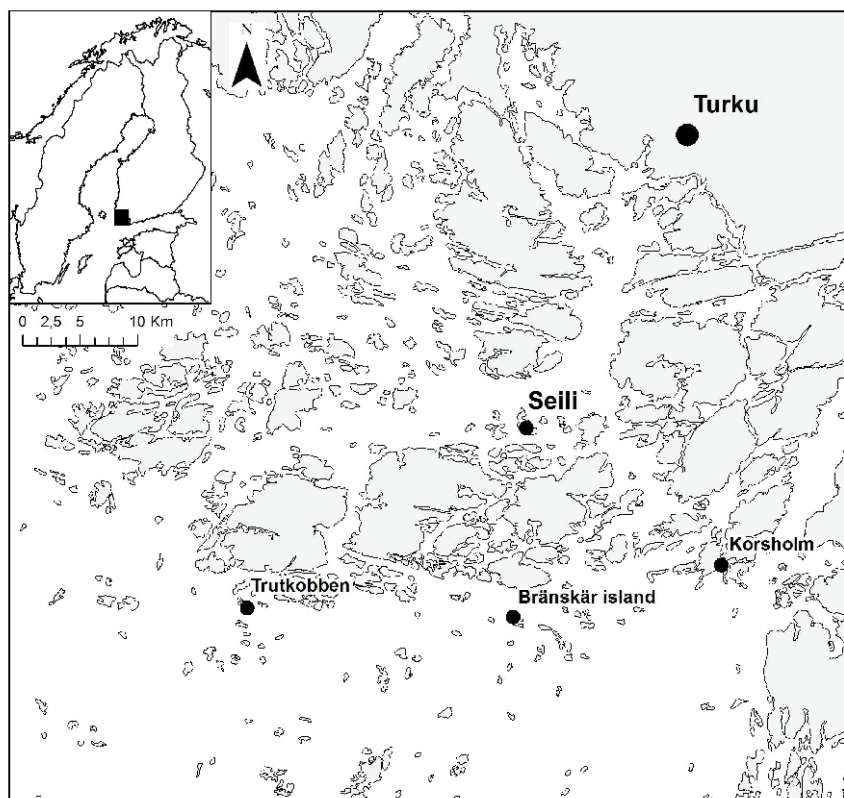 N
Turku
0 2,5 5 10 Km
Seili
Korsholm
Trutkobben
Bränskär island